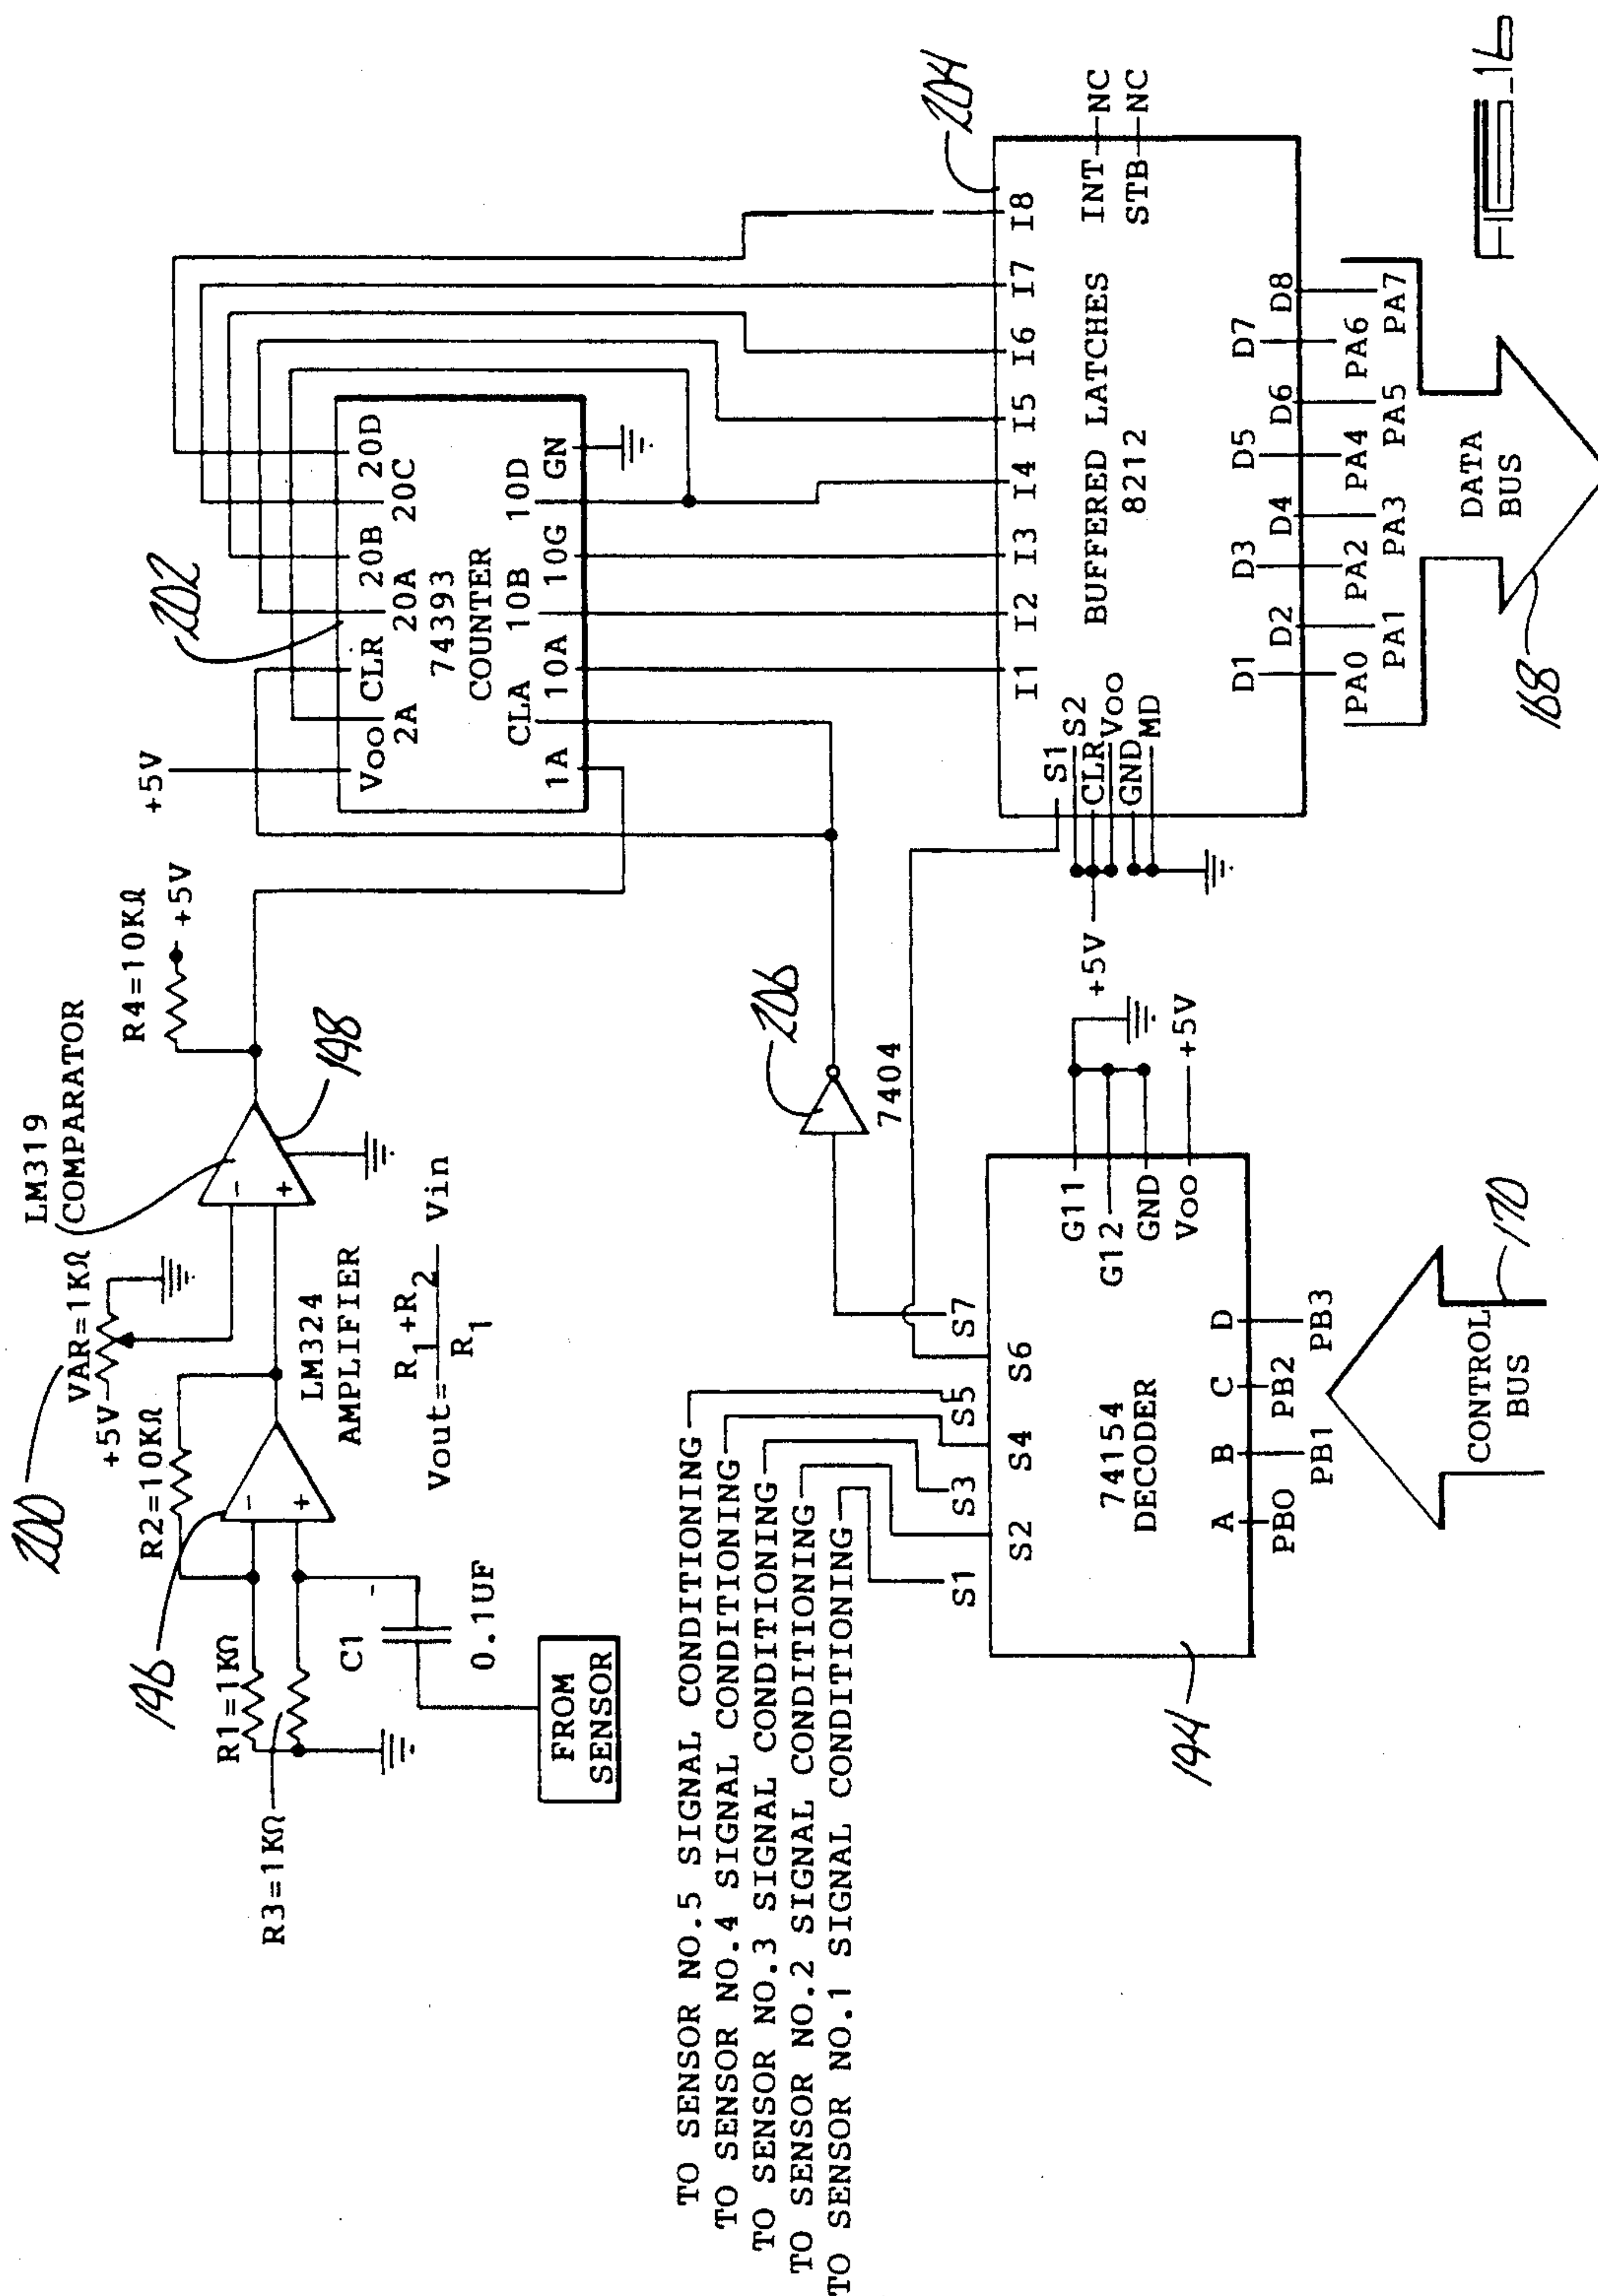 200
+5V
VAR=1KΩ
LM319
COMPARATOR
R4=10KΩ
+5V
R2=10KΩ
196
-
+
-
+
198
R1=1KΩ
R3=1KΩ
C1
-
0.1UF
FROM
SENSOR
LM324
AMPLIFIER
Vout= R1+R2 Vin
R1
+5V
202
Voo CLR 20B 20D
2A 20A 20C
74393
COUNTER
CLA 10B 10D
1A 10A 10G GN
206
7404
TO SENSOR NO.5 SIGNAL CONDITIONING
TO SENSOR NO.4 SIGNAL CONDITIONING
TO SENSOR NO.3 SIGNAL CONDITIONING
TO SENSOR NO.2 SIGNAL CONDITIONING
TO SENSOR NO.1 SIGNAL CONDITIONING
S1 S3 S5 S7
S2 S4 S6
74154
DECODER
G11
G12
GND
Voo
+5V
A B C D
PB0 PB1 PB2 PB3
194
CONTROL
BUS
170
204
I1 I2 I3 I4 I5 I6 I7 I8
S1
S2
CLR
Voo
GND
MD
+5V
BUFFERED LATCHES
8212
INT NC
STB NC
D1 D3 D5 D7
D2 D4 D6 D8
PA0 PA2 PA4 PA6
PA1 PA3 PA5 PA7
DATA
BUS
168
FIG_16